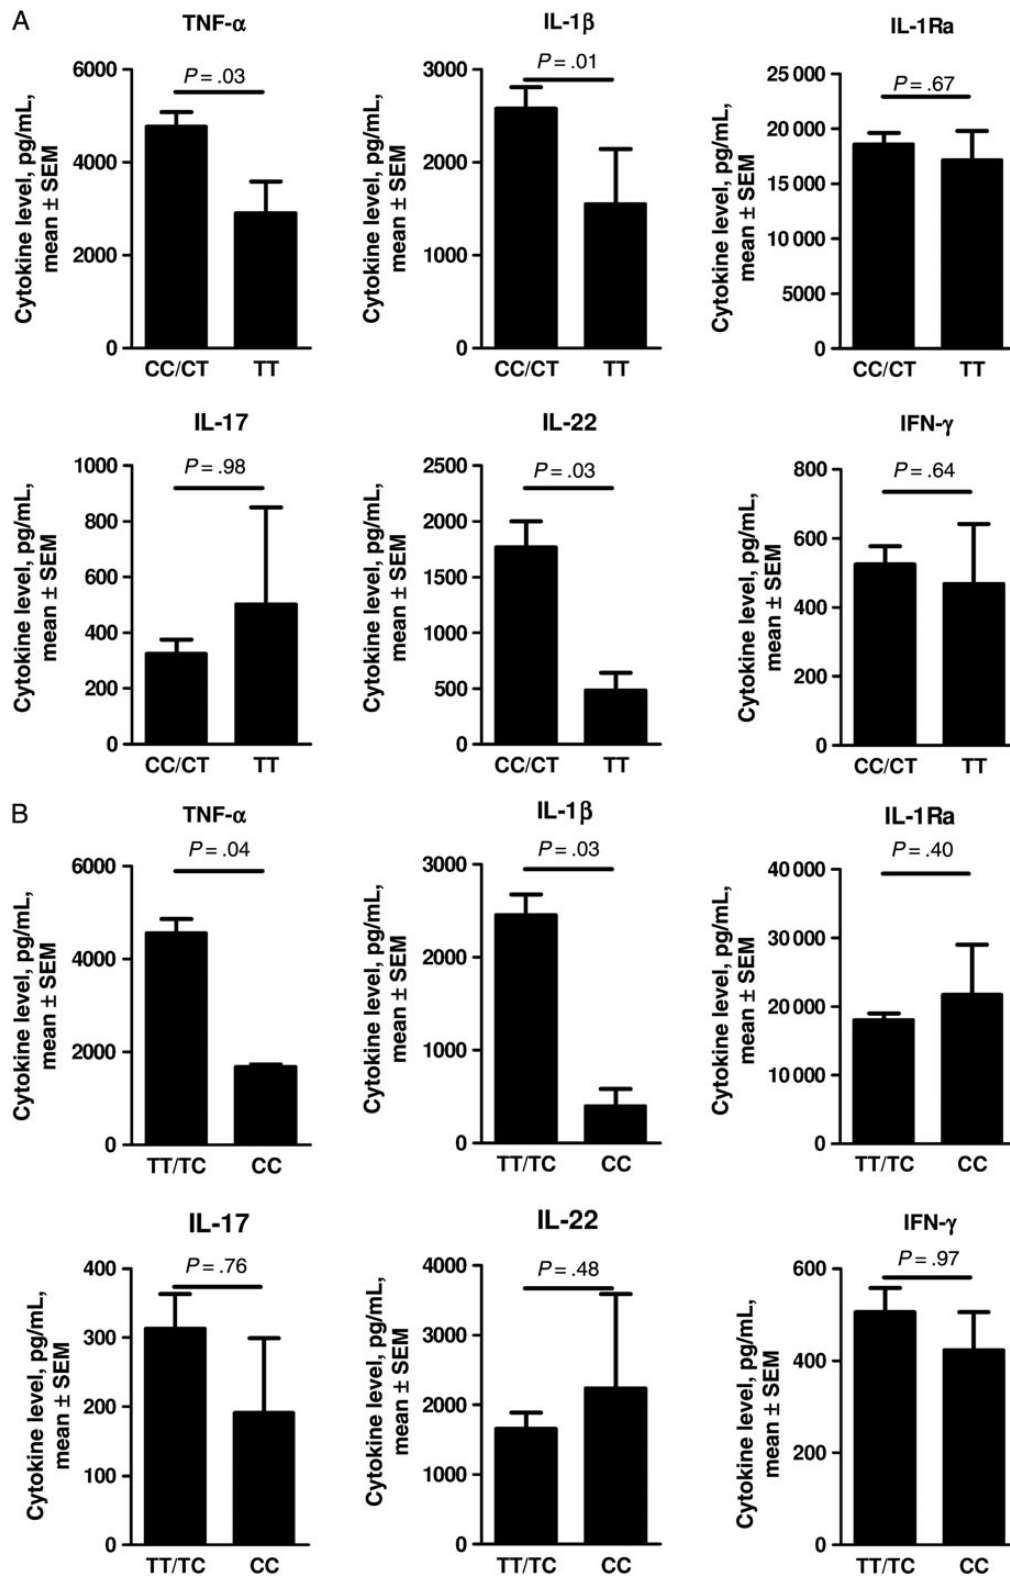 A
TNF-α
P = .03
Cytokine level, pg/mL,
mean ± SEM
6000
4000
2000
0
CC/CT TT
IL-1β
P = .01
Cytokine level, pg/mL,
mean ± SEM
3000
2000
1000
0
CC/CT TT
IL-1Ra
P = .67
Cytokine level, pg/mL,
mean ± SEM
25 000
20 000
15 000
10 000
5000
0
CC/CT TT
IL-17
P = .98
Cytokine level, pg/mL,
mean ± SEM
1000
800
600
400
200
0
CC/CT TT
IL-22
P = .03
Cytokine level, pg/mL,
mean ± SEM
2500
2000
1500
1000
500
0
CC/CT TT
IFN-γ
P = .64
Cytokine level, pg/mL,
mean ± SEM
800
600
400
200
0
CC/CT TT
B
TNF-α
P = .04
Cytokine level, pg/mL,
mean ± SEM
6000
4000
2000
0
TT/TC CC
IL-1β
P = .03
Cytokine level, pg/mL,
mean ± SEM
3000
2000
1000
0
TT/TC CC
IL-1Ra
P = .40
Cytokine level, pg/mL,
mean ± SEM
40 000
30 000
20 000
10 000
0
TT/TC CC
IL-17
P = .76
Cytokine level, pg/mL,
mean ± SEM
400
300
200
100
0
TT/TC CC
IL-22
P = .48
Cytokine level, pg/mL,
mean ± SEM
4000
3000
2000
1000
0
TT/TC CC
IFN-γ
P = .97
Cytokine level, pg/mL,
mean ± SEM
600
400
200
0
TT/TC CC